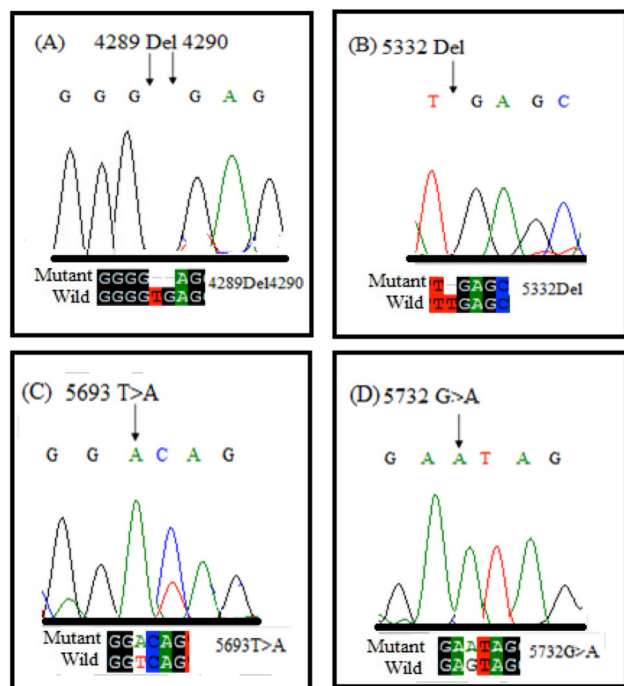 (A) 4289 Del 4290
G G G G A G
Mutant GGGG--AG
Wild GGGGTGAG
4289Del4290
(B) 5332 Del
T G A G C
Mutant T-GAGC
Wild TTGAGC
5332Del
(C) 5693 T>A
G G A C A G
Mutant GGACAG
Wild GGTCAG
5693T>A
(D) 5732 G>A
G A A T A G
Mutant GAATAG
Wild GAGTAG
5732G>A